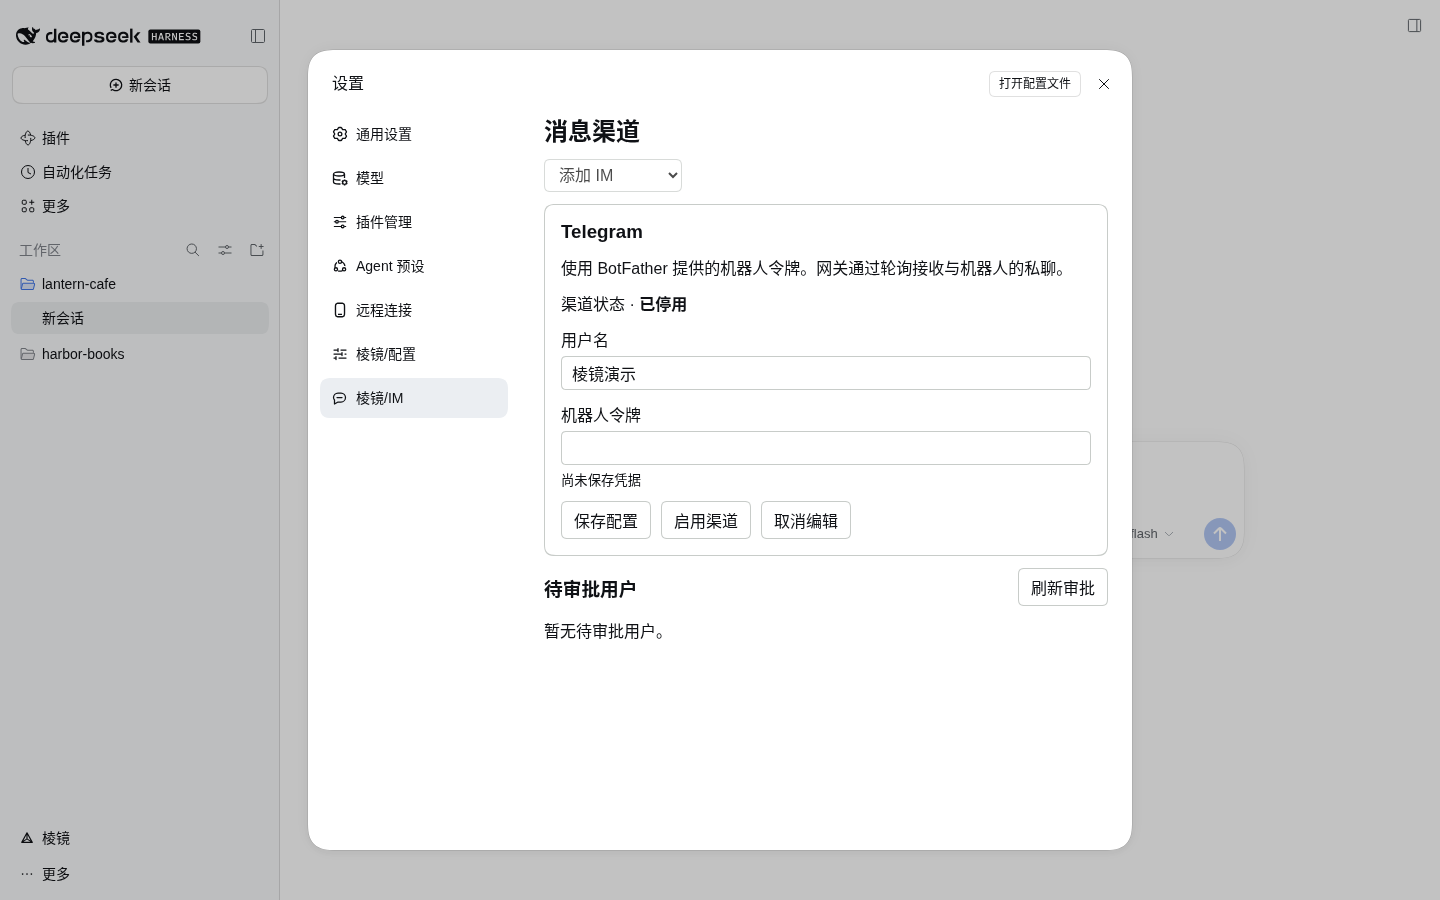 deepseek HARNESS
新会话
插件
自动化任务
更多
工作区
lantern-cafe
新会话
harbor-books
棱镜
更多
设置
打开配置文件
通用设置
模型
插件管理
Agent 预设
远程连接
棱镜/配置
棱镜/IM
消息渠道
添加 IM
Telegram
使用 BotFather 提供的机器人令牌。网关通过轮询接收与机器人的私聊。
渠道状态 · 已停用
用户名
棱镜演示
机器人令牌
尚未保存凭据
保存配置
启用渠道
取消编辑
待审批用户
刷新审批
暂无待审批用户。
flash